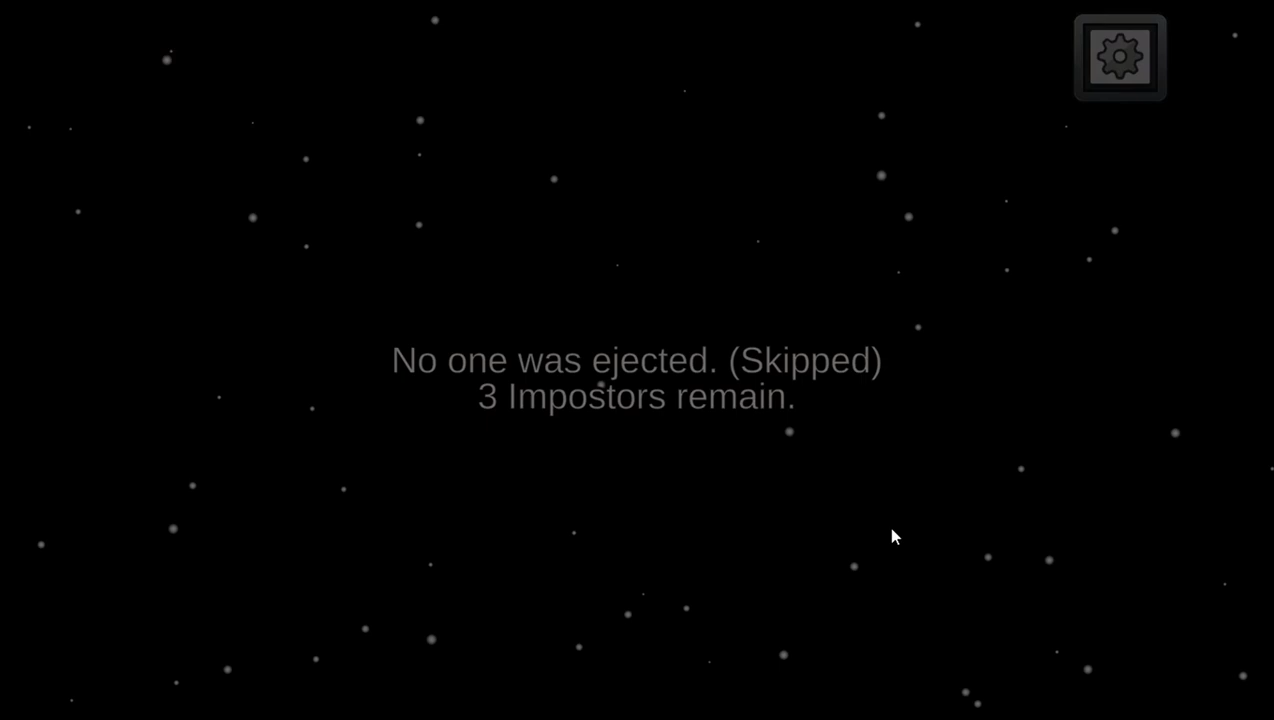 No one was ejected. (Skipped)
3 Impostors remain.